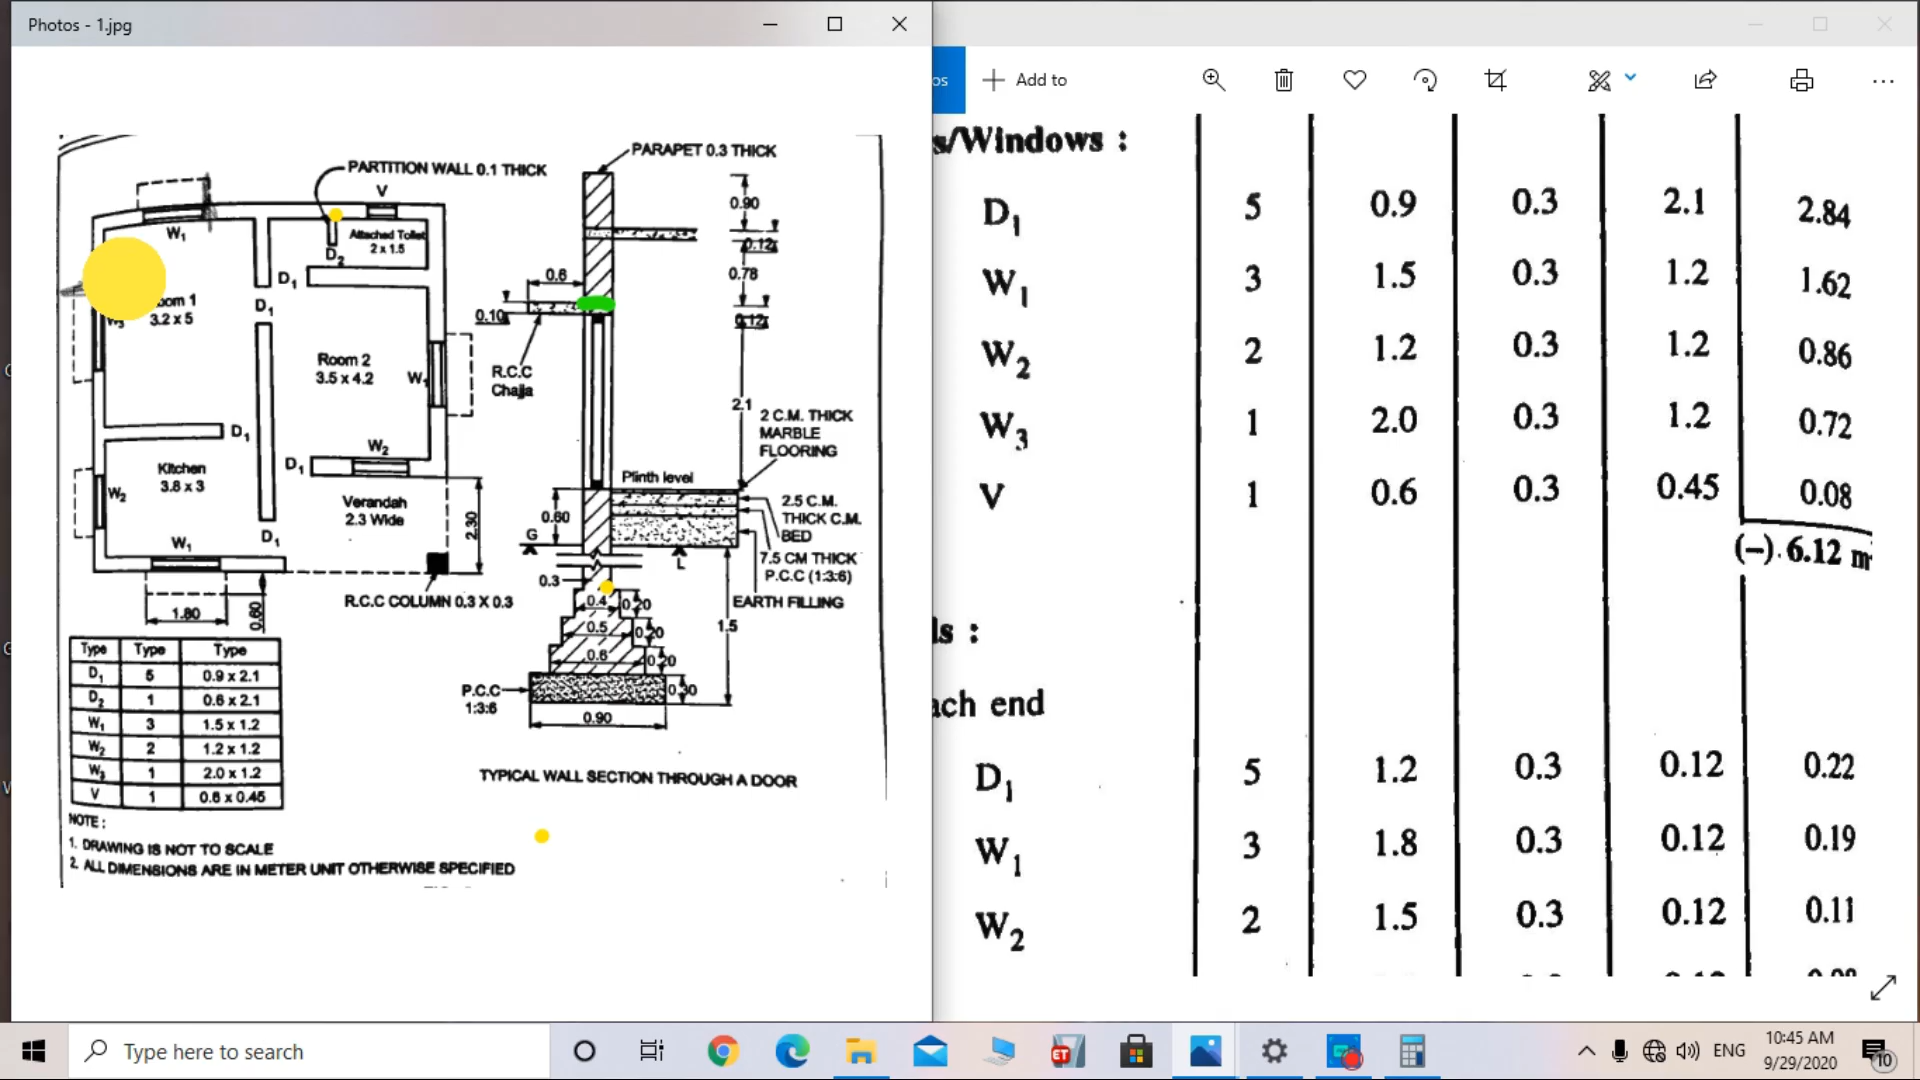 Photos - 1.jpg
os
Add to
PARTITION WALL 0.1 THICK
PARAPET 0.3 THICK
V
0.90
W1
Attached Toilet
2 x 1.5
D2
0.12
D1
0.6
0.78
oom 1
3.2 x 5
D1
W3
0.10
0.12
Room 2
3.5 x 4.2
W1
R.C.C
Chajja
2.1
2 C.M. THICK
MARBLE
FLOORING
D1
W2
D1
Kitchen
3.8 x 3
Plinth level
W2
Verandah
2.3 Wide
2.30
0.60
2.5 C.M.
THICK C.M.
BED
G
D1
W1
L
7.5 CM THICK
P.C.C (1:3:6)
0.3
EARTH FILLING
R.C.C COLUMN 0.3 X 0.3
1.80
0.60
0.4
0.20
0.5
0.20
1.5
0.6
0.20
P.C.C
1:3:6
0.30
0.90
Type Type Type
D1 5 0.9 x 2.1
D2 1 0.6 x 2.1
W1 3 1.5 x 1.2
W2 2 1.2 x 1.2
W3 1 2.0 x 1.2
V 1 0.6 x 0.45
TYPICAL WALL SECTION THROUGH A DOOR
NOTE :
1. DRAWING IS NOT TO SCALE
2. ALL DIMENSIONS ARE IN METER UNIT OTHERWISE SPECIFIED
s/Windows :
D1 5 0.9 0.3 2.1 2.84
W1 3 1.5 0.3 1.2 1.62
W2 2 1.2 0.3 1.2 0.86
W3 1 2.0 0.3 1.2 0.72
V 1 0.6 0.3 0.45 0.08
(–). 6.12 m
ls :
ach end
D1 5 1.2 0.3 0.12 0.22
W1 3 1.8 0.3 0.12 0.19
W2 2 1.5 0.3 0.12 0.11
Type here to search
ET
ENG
10:45 AM
9/29/2020
10